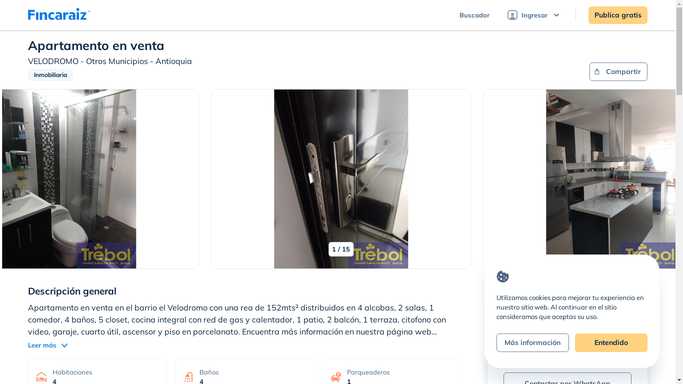 Fincaraiz
Buscador
Ingresar
Publica gratis
Apartamento en venta
VELODROMO - Otros Municipios - Antioquia
Inmobiliaria
Compartir
Trébol
Trébol
Trébol
1 / 15
Descripción general
Apartamento en venta en el barrio el Velodromo con una rea de 152mts² distribuidos en 4 alcobas, 2 salas, 1
comedor, 4 baños, 5 closet, cocina integral con red de gas y calentador, 1 patio, 2 balcón, 1 terraza, citofono con
video, garaje, cuarto útil, ascensor y piso en porcelanato. Encuentra más información en nuestra página web...
Leer más
Habitaciones
4
Baños
4
Parqueaderos
1
Utilizamos cookies para mejorar tu experiencia en
nuestro sitio web. Al continuar en el sitio
consideramos que aceptas su uso.
Más información
Entendido
Contactar por WhatsApp